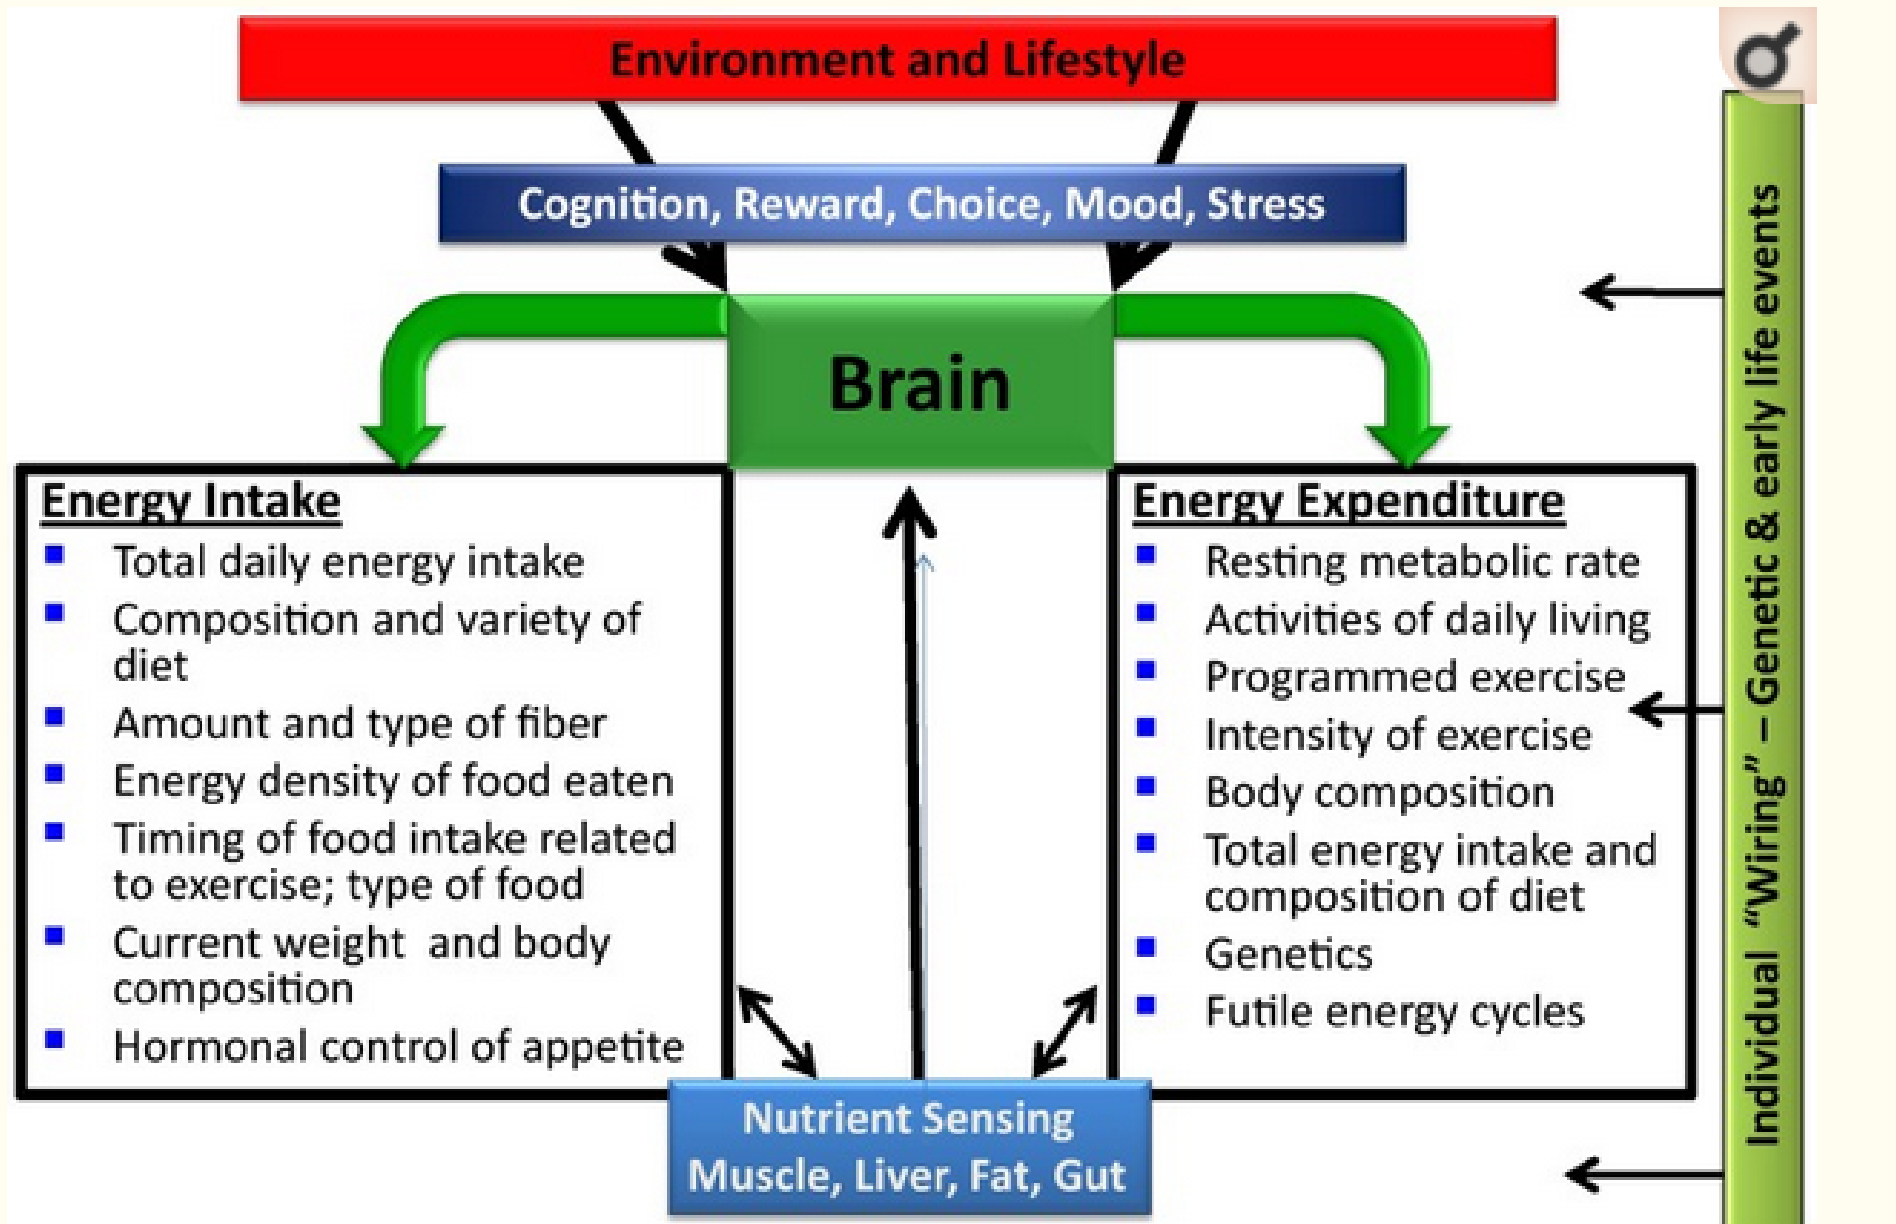 Environment and Lifestyle
Cognition, Reward, Choice, Mood, Stress
Brain
Energy Intake
Total daily energy intake
Composition and variety of
diet
Amount and type of fiber
Energy density of food eaten
Timing of food intake related
to exercise; type of food
Current weight and body
composition
Hormonal control of appetite
Energy Expenditure
Resting metabolic rate
Activities of daily living
Programmed exercise
Intensity of exercise
Body composition
Total energy intake and
composition of diet
Genetics
Futile energy cycles
Nutrient Sensing
Muscle, Liver, Fat, Gut
Individual “Wiring” – Genetic & early life events